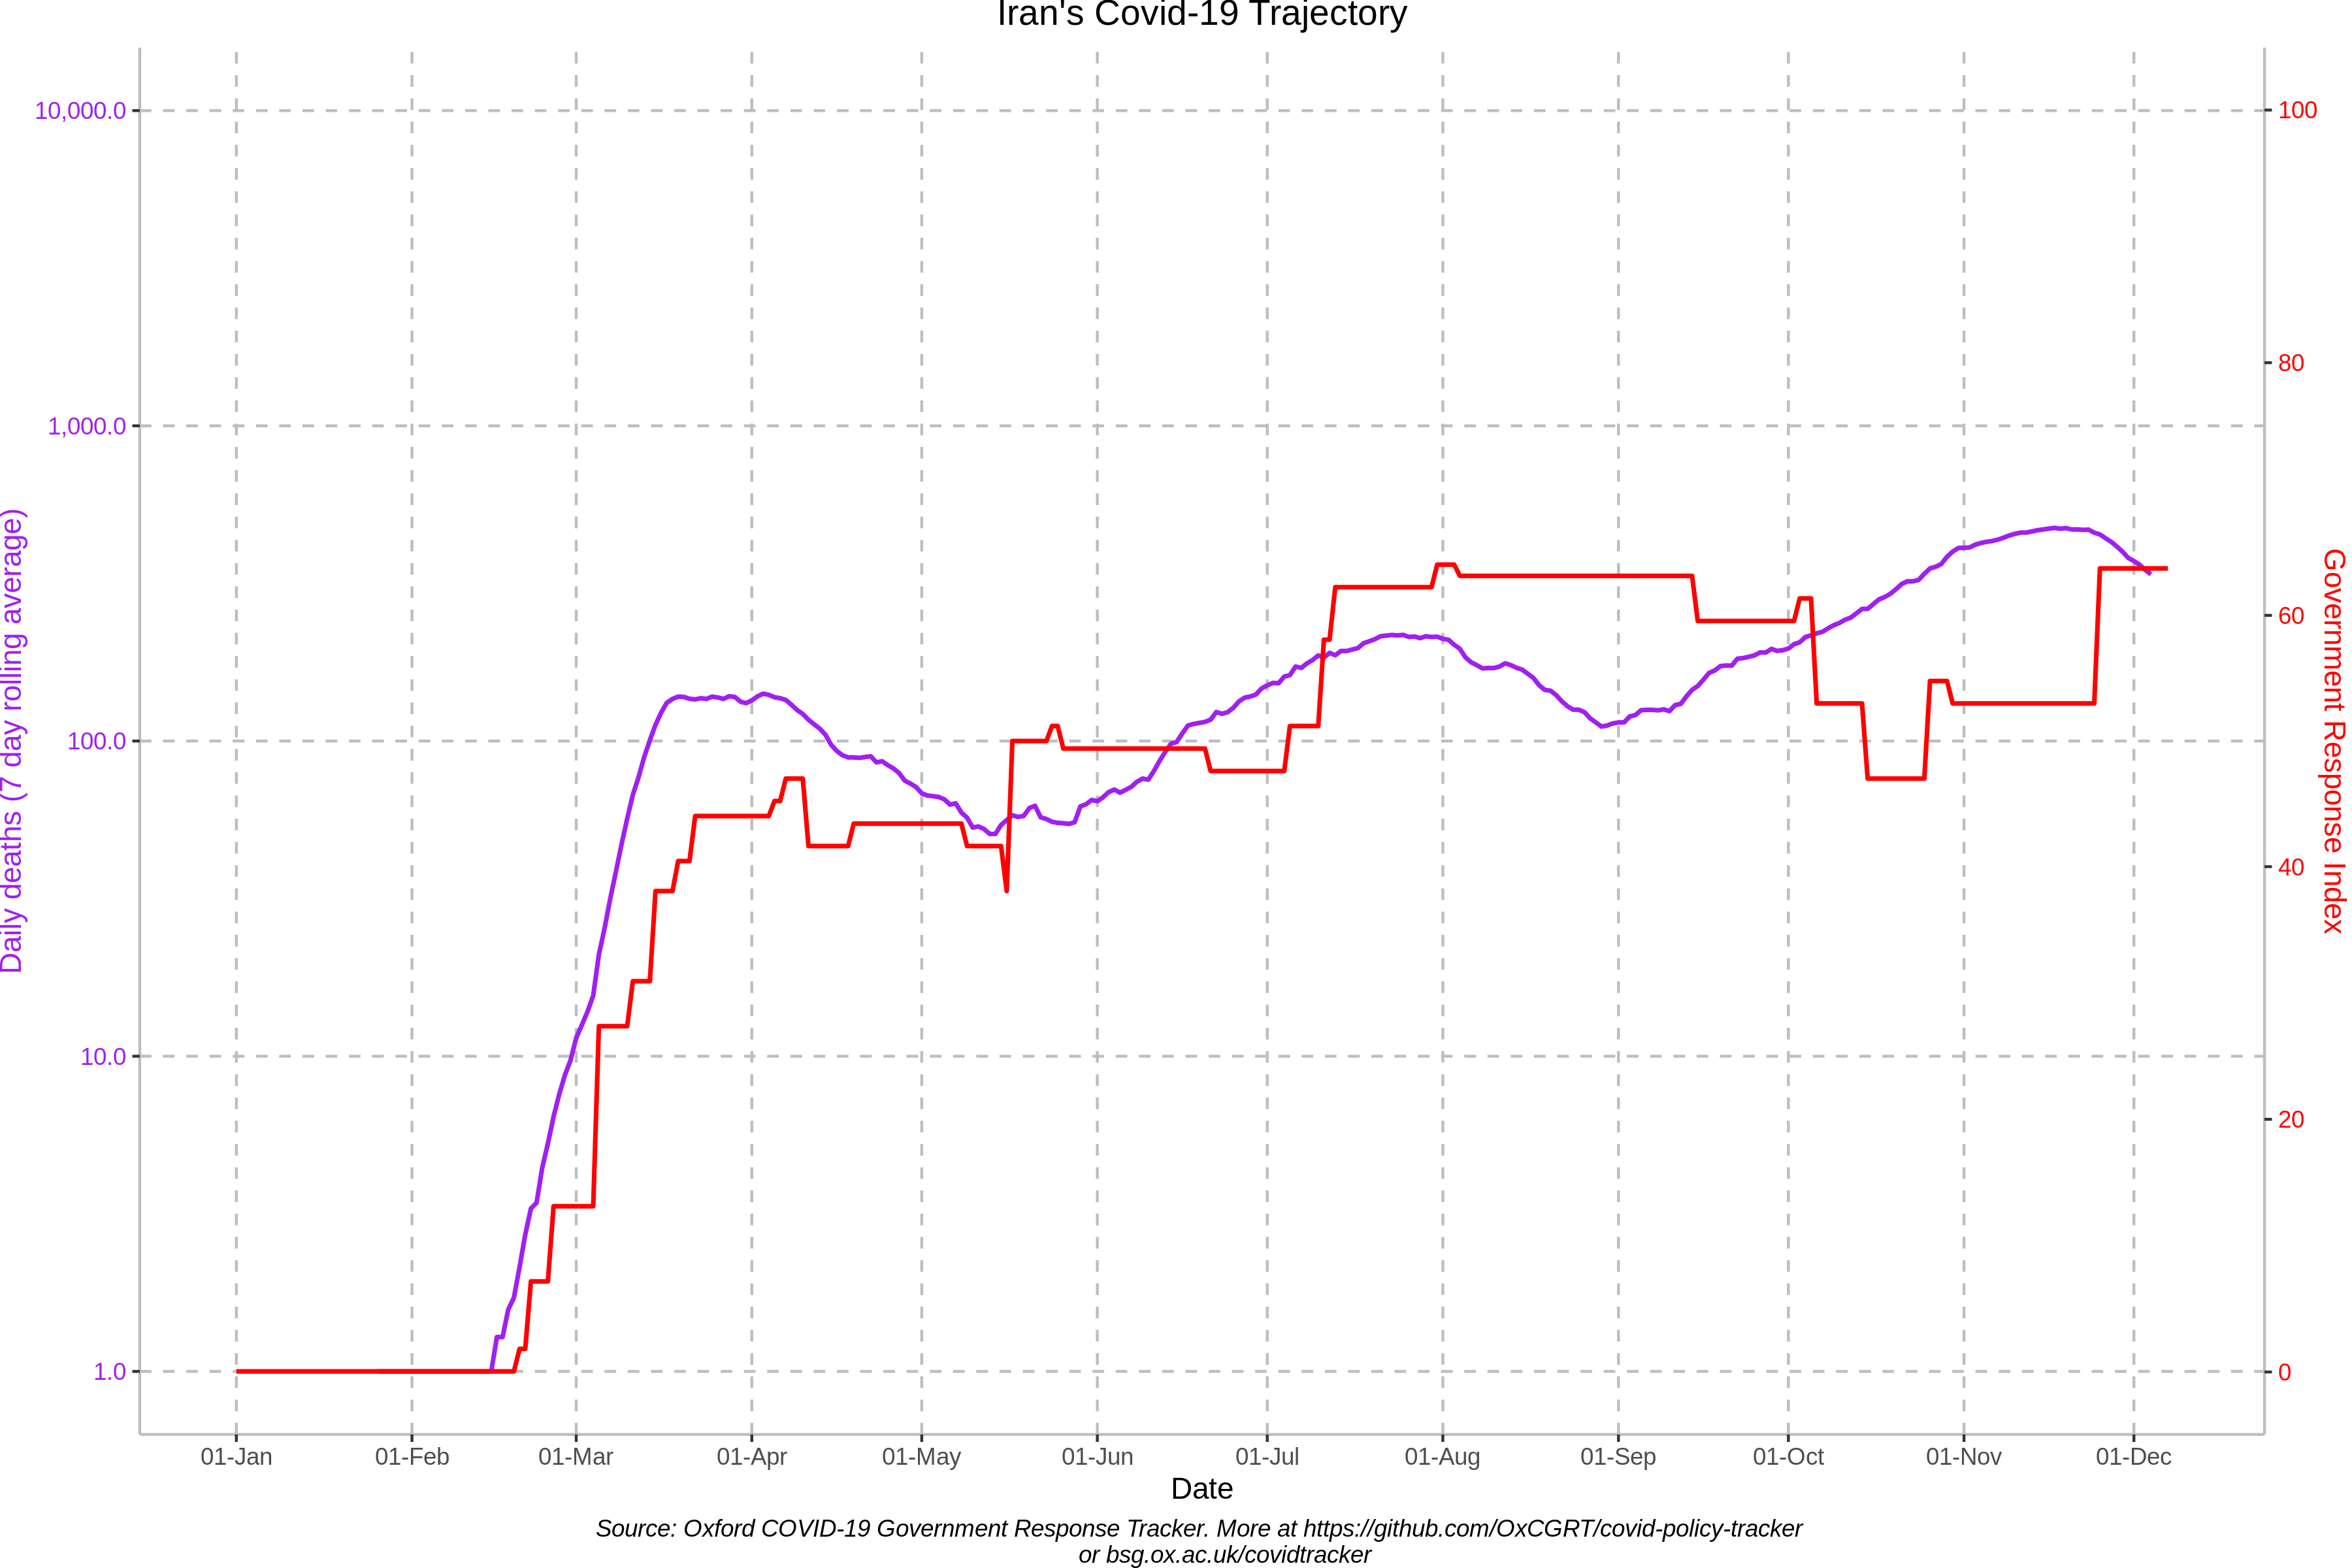 Iran's Covid-19 Trajectory
10,000.0
1,000.0
100.0
10.0
1.0
Daily deaths (7 day rolling average)
100
80
60
40
20
0
Government Response Index
01-Jan 01-Feb 01-Mar 01-Apr 01-May 01-Jun 01-Jul 01-Aug 01-Sep 01-Oct 01-Nov 01-Dec
Date
Source: Oxford COVID-19 Government Response Tracker. More at https://github.com/OxCGRT/covid-policy-tracker
or bsg.ox.ac.uk/covidtracker